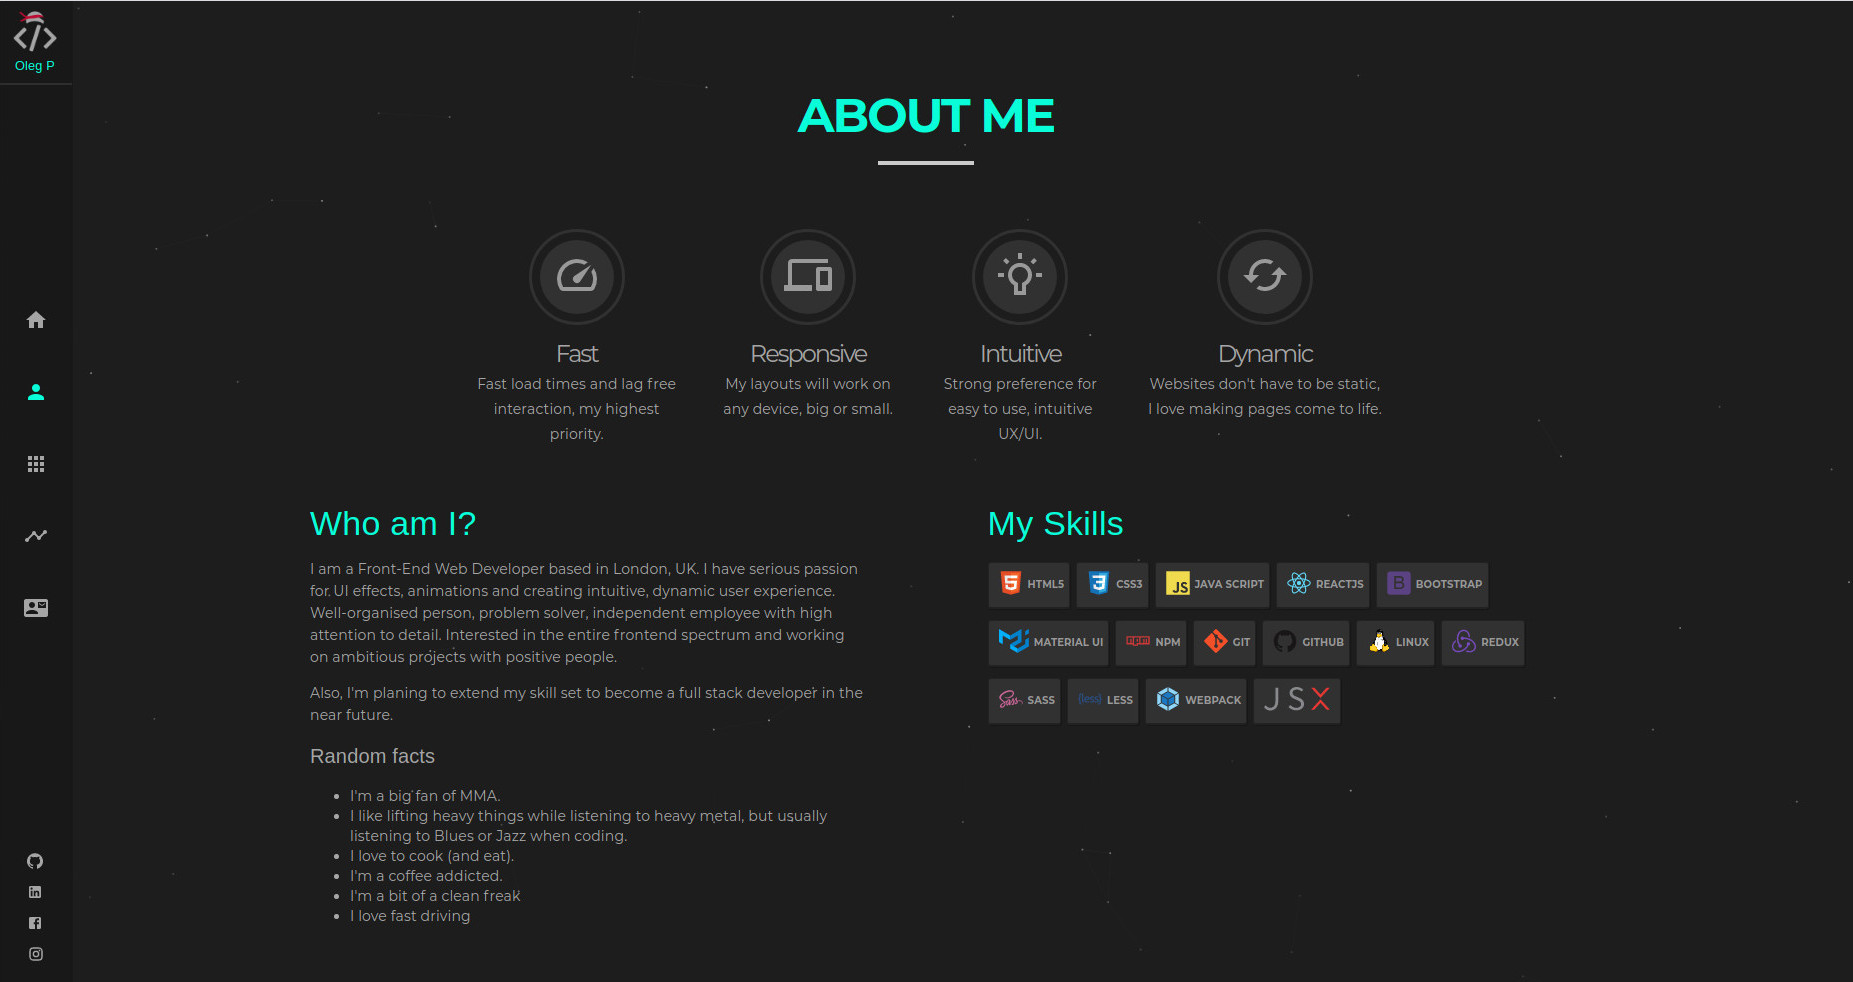 Oleg P
ABOUT ME
Fast
Fast load times and lag free
interaction, my highest
priority.
Responsive
My layouts will work on
any device, big or small.
Intuitive
Strong preference for
easy to use, intuitive
UX/UI.
Dynamic
Websites don't have to be static,
I love making pages come to life.
Who am I?
I am a Front-End Web Developer based in London, UK. I have serious passion
for UI effects, animations and creating intuitive, dynamic user experience.
Well-organised person, problem solver, independent employee with high
attention to detail. Interested in the entire frontend spectrum and working
on ambitious projects with positive people.
Also, I'm planing to extend my skill set to become a full stack developer in the
near future.
Random facts
I'm a big fan of MMA.
I like lifting heavy things while listening to heavy metal, but usually
listening to Blues or Jazz when coding.
I love to cook (and eat).
I'm a coffee addicted.
I'm a bit of a clean freak
I love fast driving
My Skills
5 HTML5 3 CSS3 JS JAVA SCRIPT REACTJS B BOOTSTRAP
MATERIAL UI npm NPM GIT GITHUB LINUX REDUX
Sass SASS {less} LESS WEBPACK JSX